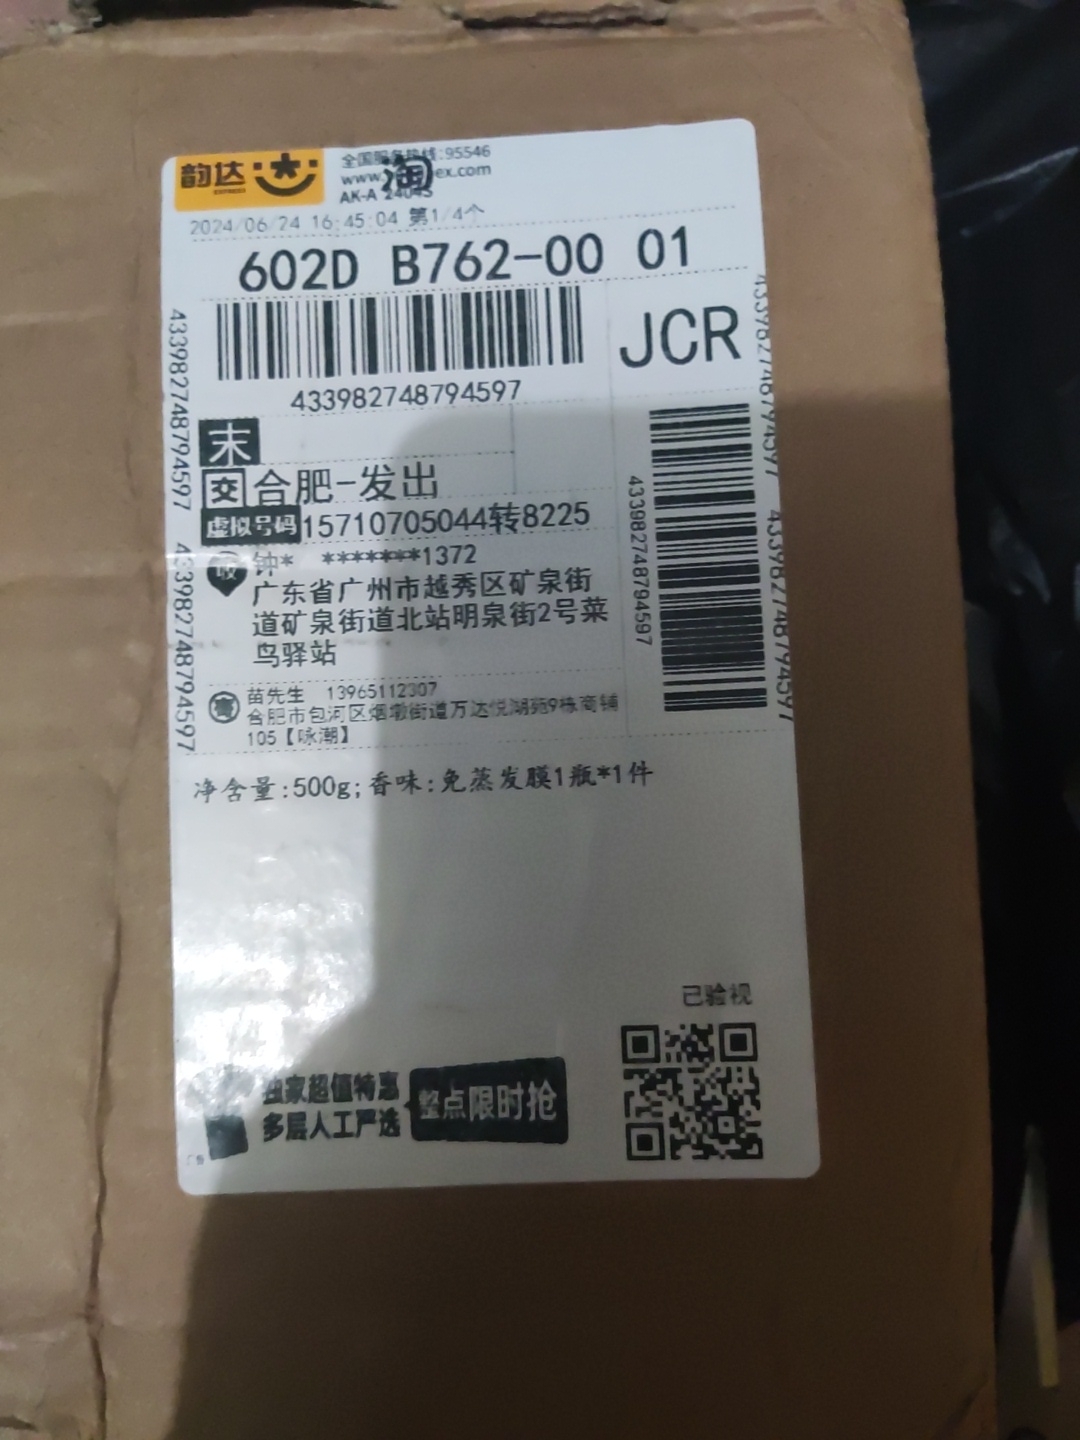 韵达
EXPRESS
全国服务热线:95546
淘
AK-A 24043
2024/06/24 16:45:04 第1/4个
602D B762-00 01
JCR
433982748794597
433982748794597
433982748794597
433982748794597
433982748794597
433982748794597
末
交 合肥-发出
虚拟号码 15710705044转8225
收 钟* *******1372
广东省广州市越秀区矿泉街
道矿泉街道北站明泉街2号菜
鸟驿站
寄 苗先生 13965112307
合肥市包河区烟墩街道万达悦湖苑9栋商铺
105【咏潮】
净含量:500g;香味:免蒸发膜1瓶*1件
已验视
独家超值特惠
多层人工严选
整点限时抢
广告